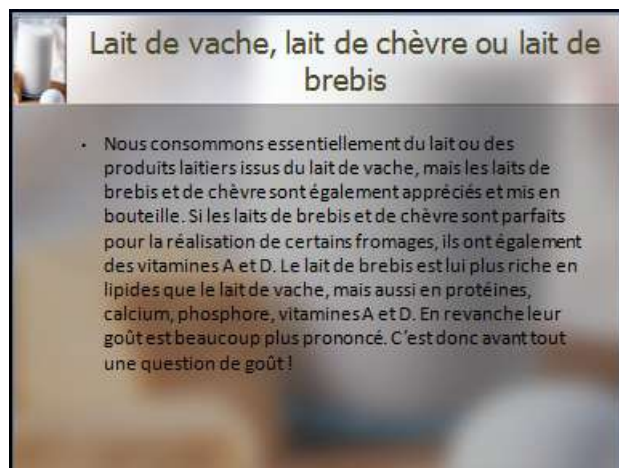 Lait de vache, lait de chèvre ou lait de
brebis
• Nous consommons essentiellement du lait ou des
produits laitiers issus du lait de vache, mais les laits de
brebis et de chèvre sont également appréciés et mis en
bouteille. Si les laits de brebis et de chèvre sont parfaits
pour la réalisation de certains fromages, ils ont également
des vitamines A et D. Le lait de brebis est lui plus riche en
lipides que le lait de vache, mais aussi en protéines,
calcium, phosphore, vitamines A et D. En revanche leur
goût est beaucoup plus prononcé. C’est donc avant tout
une question de goût !